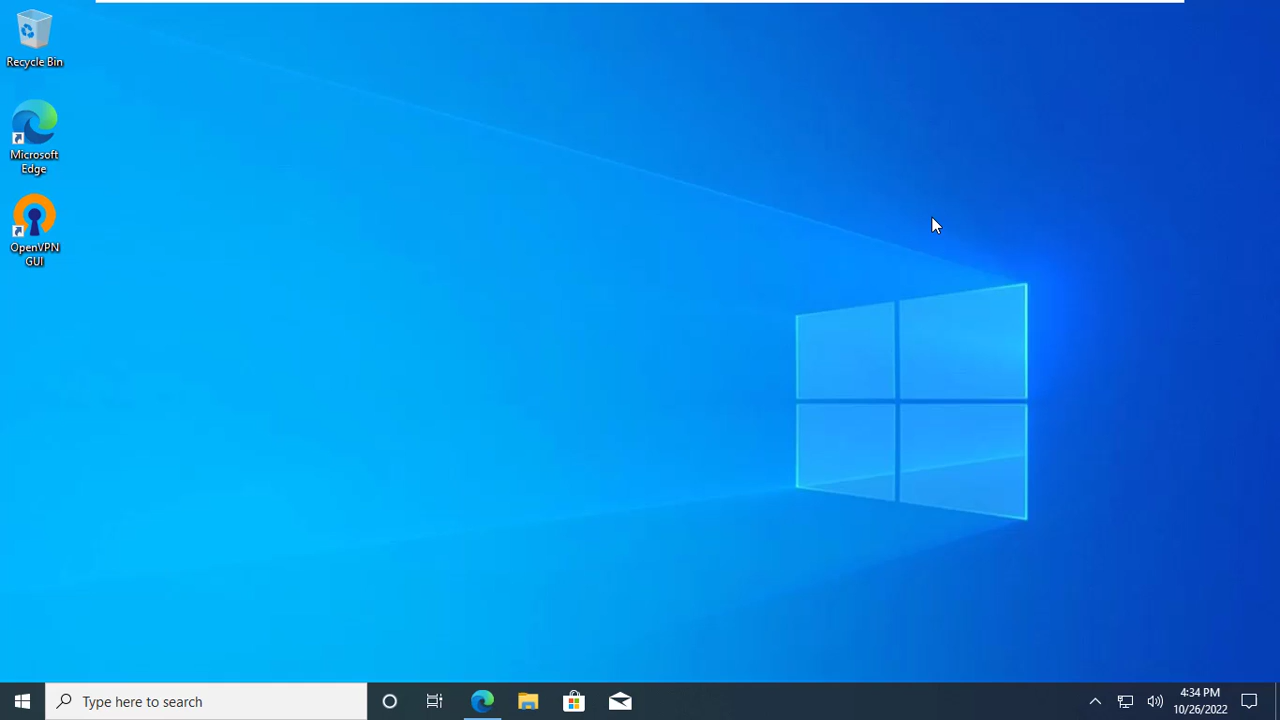 Recycle Bin
Microsoft
Edge
OpenVPN
GUI
Type here to search
4:34 PM
10/26/2022